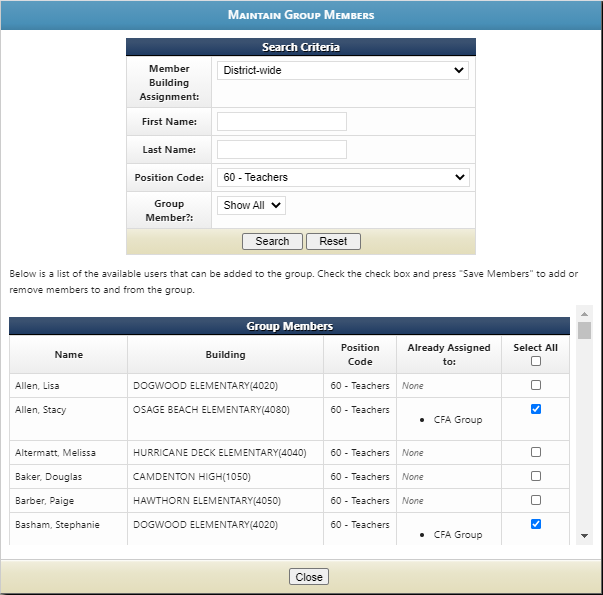 Maintain Group Members
Search Criteria
Member
Building
Assignment:
District-wide
First Name:
Last Name:
Position Code:
60 - Teachers
Group
Member?:
Show All
Search
Reset
Below is a list of the available users that can be added to the group. Check the check box and press "Save Members" to add or
remove members to and from the group.
Group Members
Name
Building
Position
Code
Already Assigned
to:
Select All
Allen, Lisa
DOGWOOD ELEMENTARY(4020)
60 - Teachers
None
Allen, Stacy
OSAGE BEACH ELEMENTARY(4080)
60 - Teachers
• CFA Group
Altermatt, Melissa
HURRICANE DECK ELEMENTARY(4040)
60 - Teachers
None
Baker, Douglas
CAMDENTON HIGH(1050)
60 - Teachers
None
Barber, Paige
HAWTHORN ELEMENTARY(4050)
60 - Teachers
None
Basham, Stephanie
DOGWOOD ELEMENTARY(4020)
60 - Teachers
• CFA Group
Close